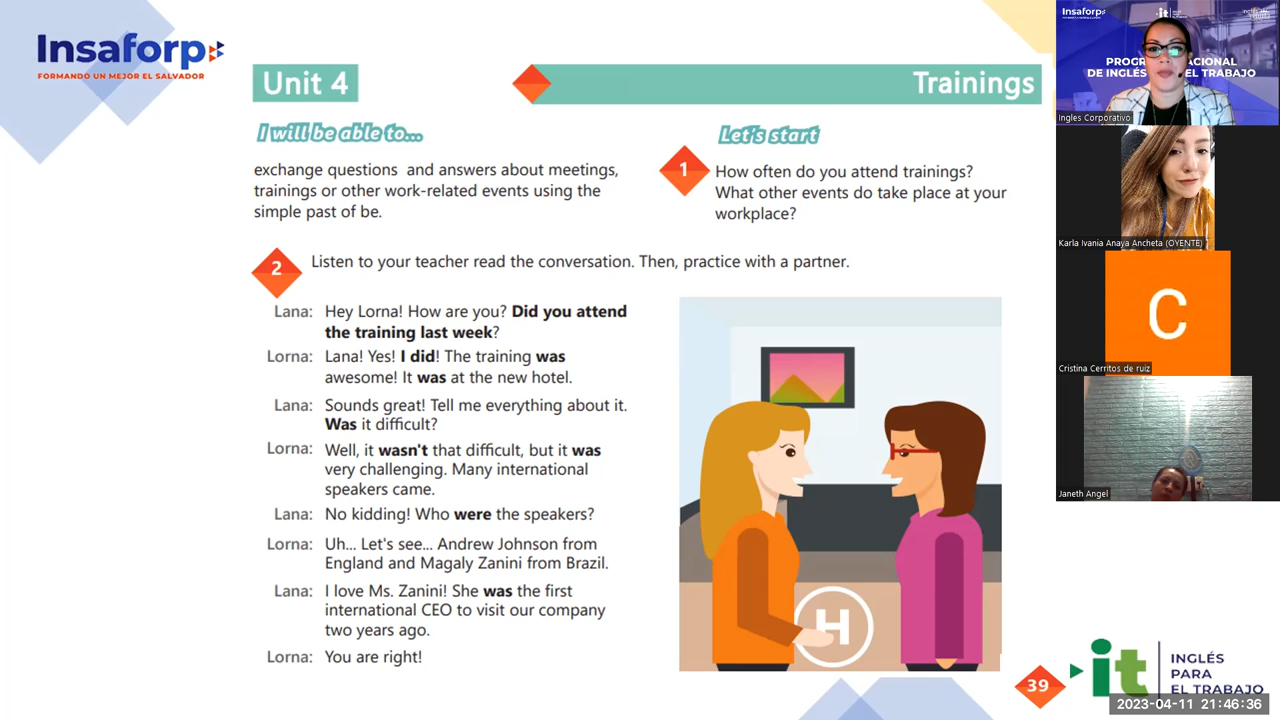 Insaforp
FORMANDO UN MEJOR EL SALVADOR
Unit 4
Trainings
I will be able to...
exchange questions and answers about meetings,
trainings or other work-related events using the
simple past of be.
Let's start
1
How often do you attend trainings?
What other events do take place at your
workplace?
2
Listen to your teacher read the conversation. Then, practice with a partner.
Lana: Hey Lorna! How are you? Did you attend
the training last week?
Lorna: Lana! Yes! I did! The training was
awesome! It was at the new hotel.
Lana: Sounds great! Tell me everything about it.
Was it difficult?
Lorna: Well, it wasn't that difficult, but it was
very challenging. Many international
speakers came.
Lana: No kidding! Who were the speakers?
Lorna: Uh... Let's see... Andrew Johnson from
England and Magaly Zanini from Brazil.
Lana: I love Ms. Zanini! She was the first
international CEO to visit our company
two years ago.
Lorna: You are right!
H
39
it
INGLÉS
PARA
EL TRABAJO
2023-04-11 21:46:36
Insaforp
it
PROGR ACIONAL
DE INGLÉS EL TRABAJO
Ingles Corporativo
Karla Ivania Anaya Ancheta (OYENTE)
C
Cristina Cerritos de ruiz
Janeth Angel